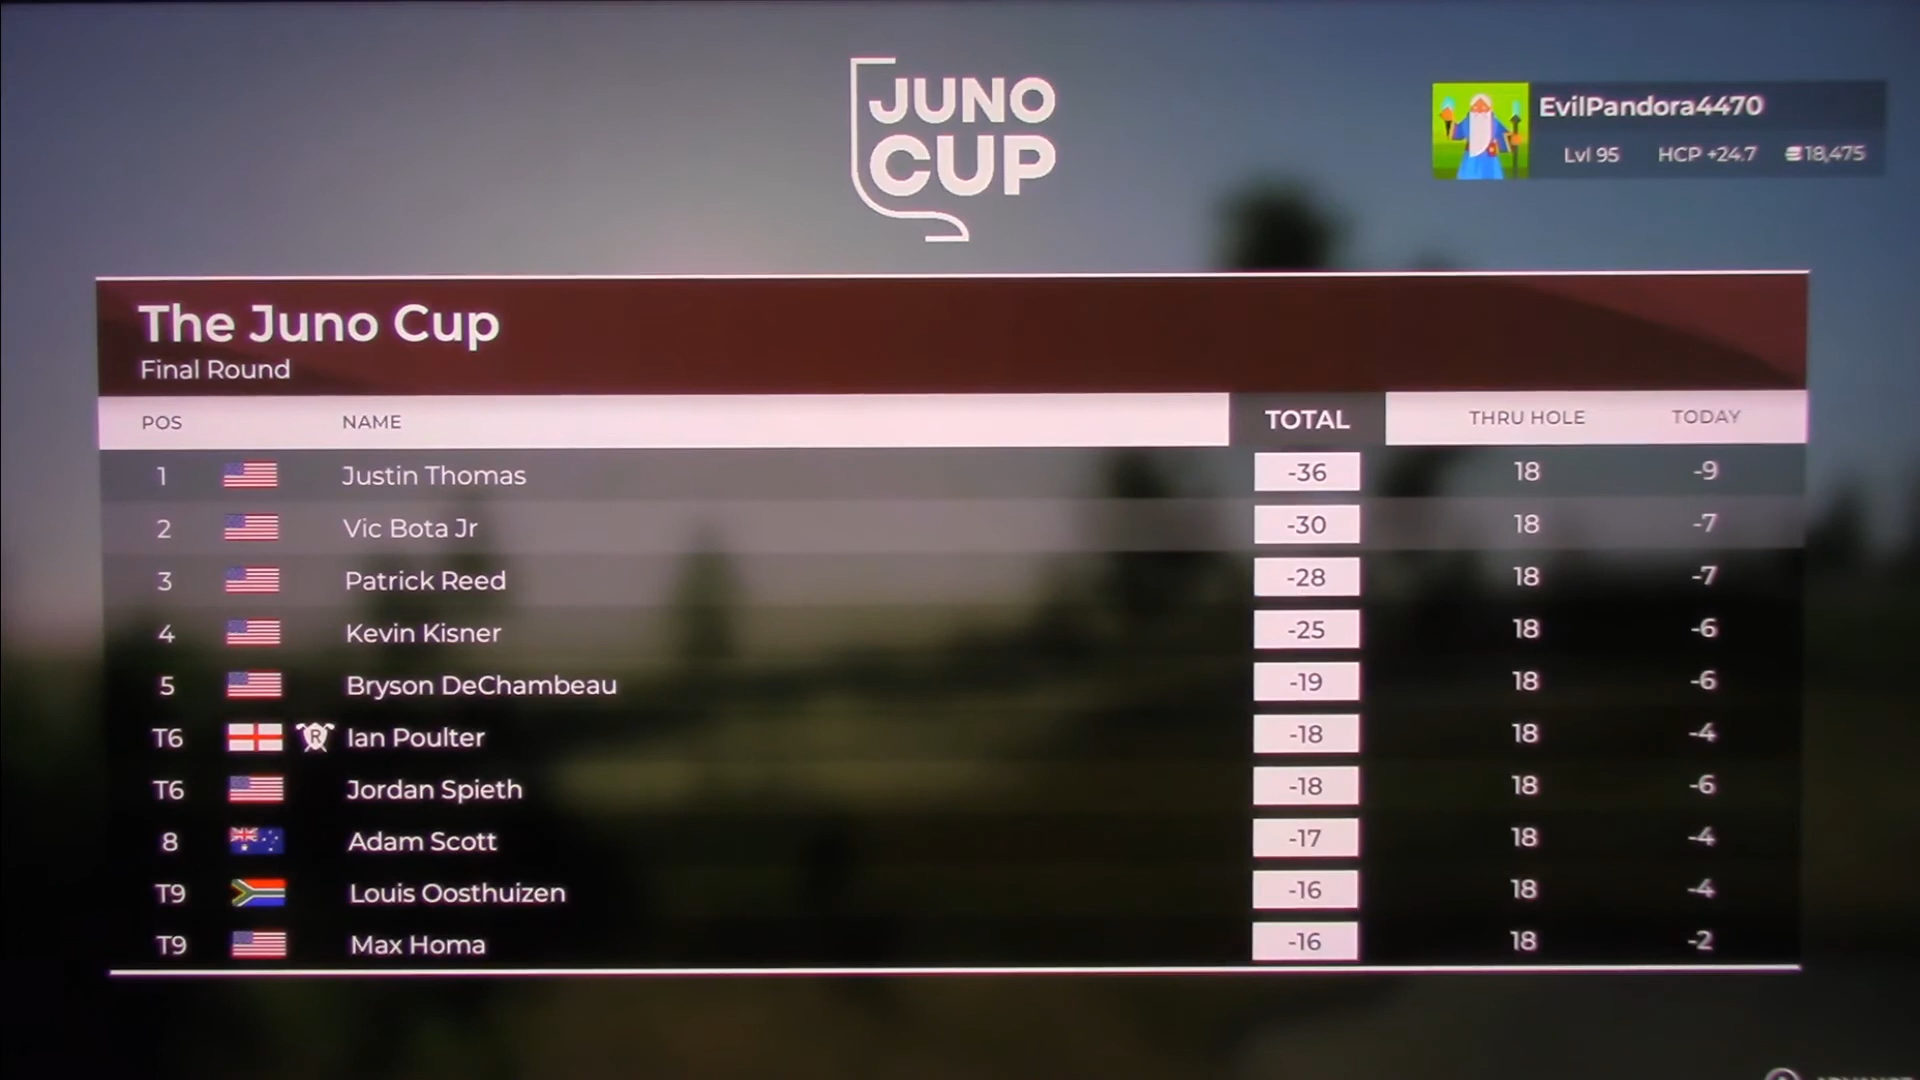 JUNO
CUP
EvilPandora4470
Lvl 95 HCP +24.7 18,475
The Juno Cup
Final Round
POS NAME TOTAL THRU HOLE TODAY
1 Justin Thomas -36 18 -9
2 Vic Bota Jr -30 18 -7
3 Patrick Reed -28 18 -7
4 Kevin Kisner -25 18 -6
5 Bryson DeChambeau -19 18 -6
T6 R Ian Poulter -18 18 -4
T6 Jordan Spieth -18 18 -6
8 Adam Scott -17 18 -4
T9 Louis Oosthuizen -16 18 -4
T9 Max Homa -16 18 -2